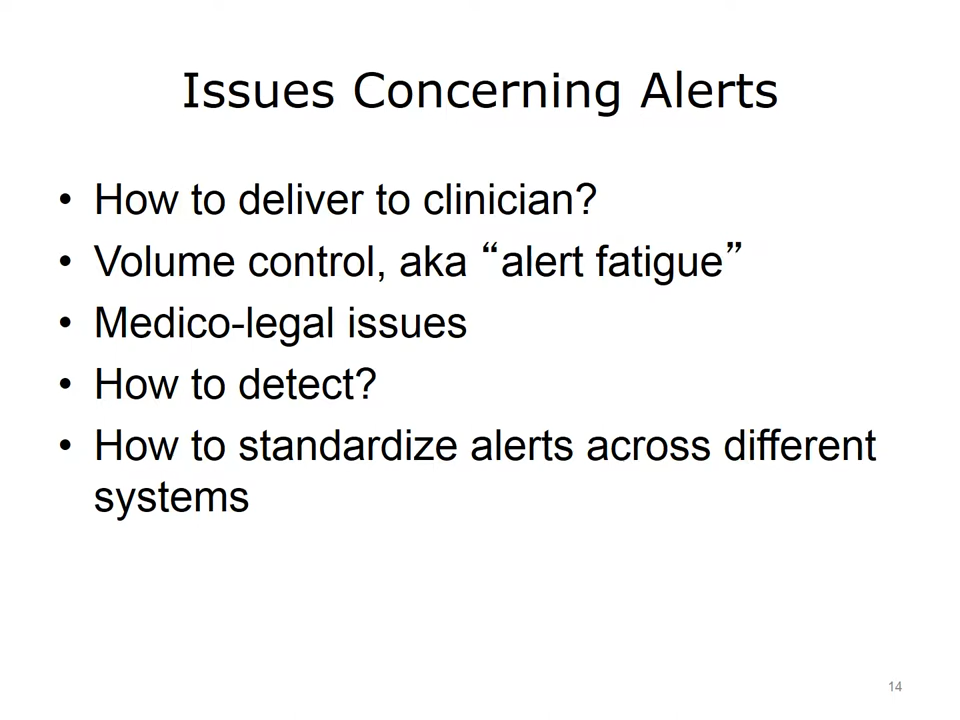 Issues Concerning Alerts
• How to deliver to clinician?
• Volume control, aka “alert fatigue”
• Medico-legal issues
• How to detect?
• How to standardize alerts across different
systems
14